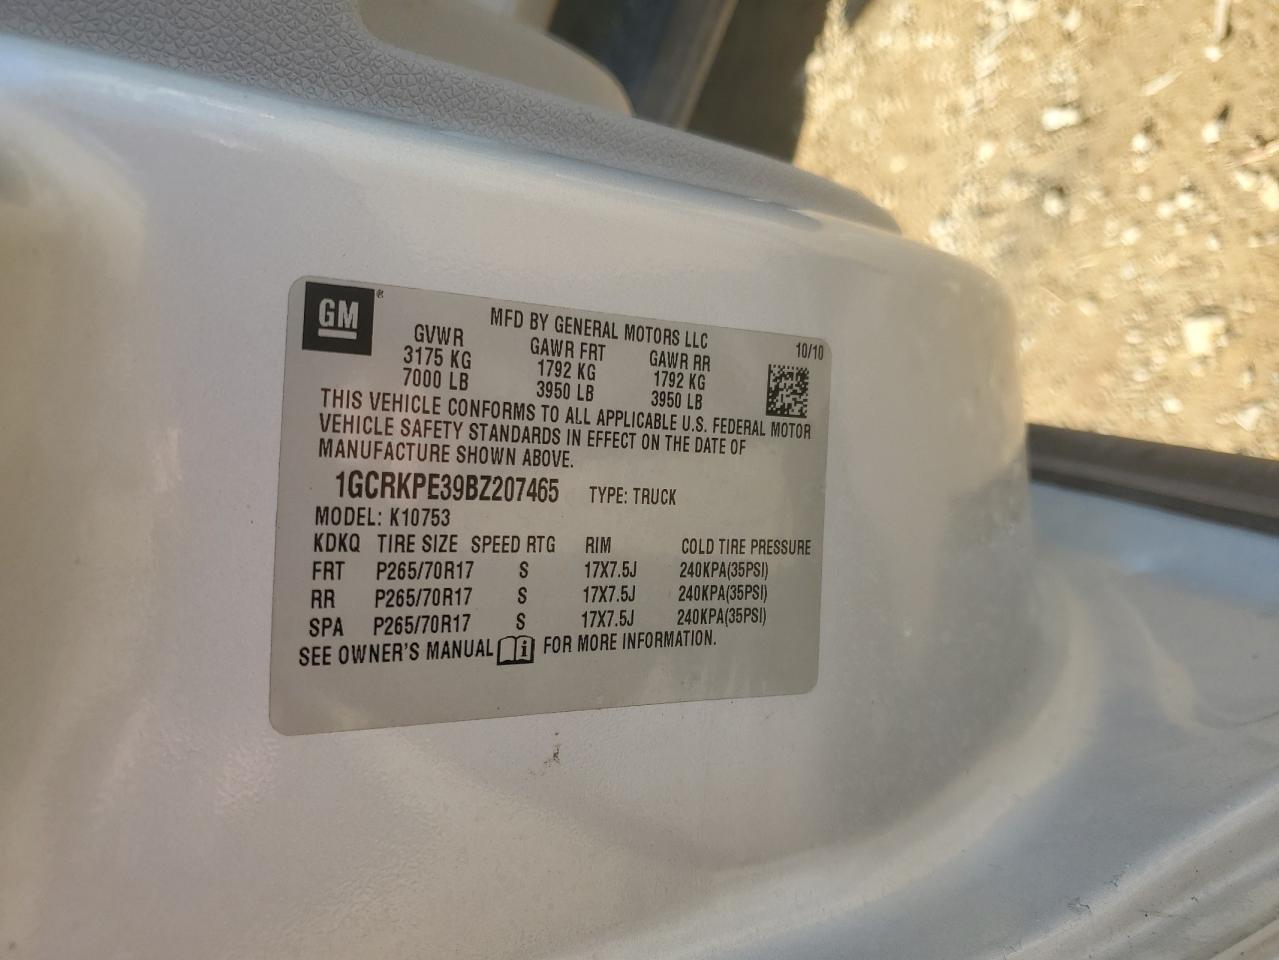 GM®
MFD BY GENERAL MOTORS LLC
10/10
GVWR GAWR FRT GAWR RR
3175 KG 1792 KG 1792 KG
7000 LB 3950 LB 3950 LB
THIS VEHICLE CONFORMS TO ALL APPLICABLE U.S. FEDERAL MOTOR
VEHICLE SAFETY STANDARDS IN EFFECT ON THE DATE OF
MANUFACTURE SHOWN ABOVE.
1GCRKPE39BZ207465 TYPE: TRUCK
MODEL: K10753
KDKQ TIRE SIZE SPEED RTG RIM COLD TIRE PRESSURE
FRT P265/70R17 S 17X7.5J 240KPA(35PSI)
RR P265/70R17 S 17X7.5J 240KPA(35PSI)
SPA P265/70R17 S 17X7.5J 240KPA(35PSI)
SEE OWNER'S MANUAL i FOR MORE INFORMATION.